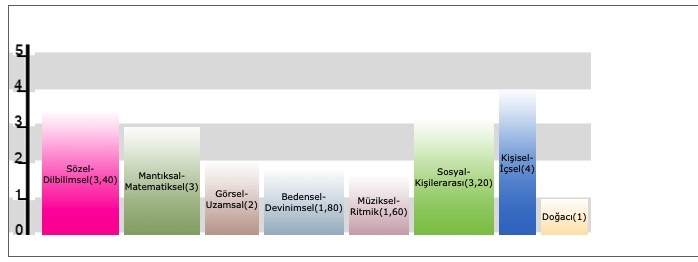 5
4
3
2
1
0
Sözel-
Dilbilimsel(3,40)
Mantıksal-
Matematiksel(3)
Görsel-
Uzamsal(2)
Bedensel-
Devinimsel(1,80)
Müziksel-
Ritmik(1,60)
Sosyal-
Kişilerarası(3,20)
Kişisel-
İçsel(4)
Doğacı(1)